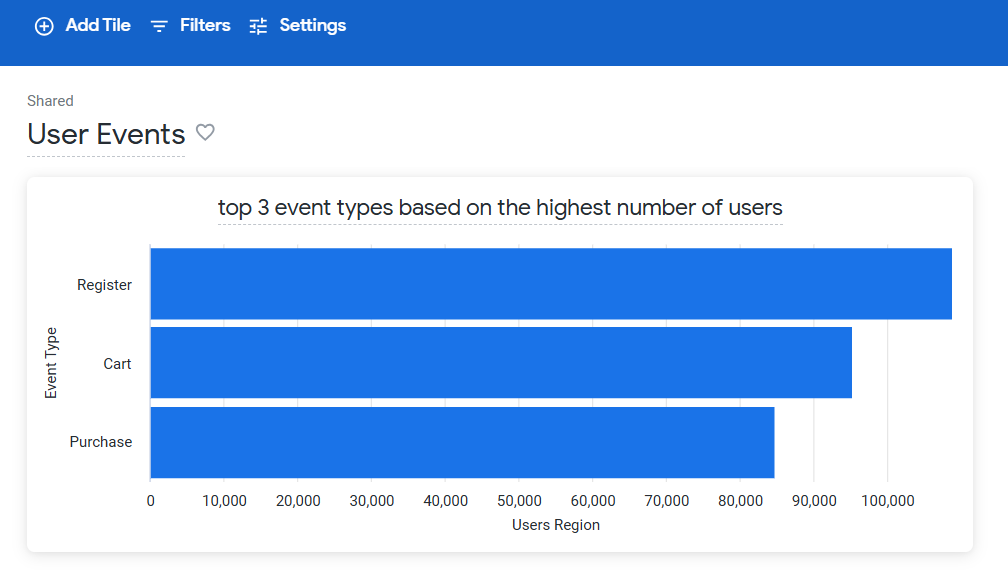 Add Tile Filters Settings
Shared
User Events
top 3 event types based on the highest number of users
Event Type
Register
Cart
Purchase
0 10,000 20,000 30,000 40,000 50,000 60,000 70,000 80,000 90,000 100,000
Users Region